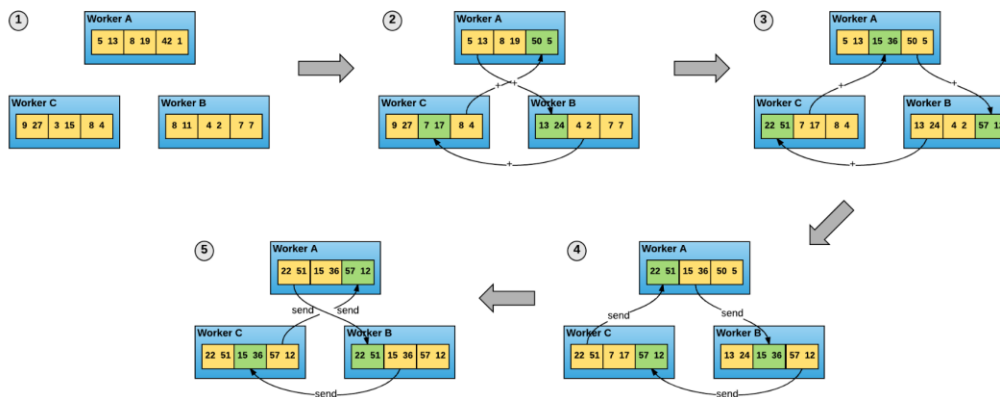 1
Worker A
5 13 8 19 42 1
Worker C
9 27 3 15 8 4
Worker B
8 11 4 2 7 7
2
Worker A
5 13 8 19 50 5
+ +
Worker C
9 27 7 17 8 4
Worker B
13 24 4 2 7 7
+
3
Worker A
5 13 15 36 50 5
+ +
Worker C
22 51 7 17 8 4
Worker B
13 24 4 2 57 12
+
4
Worker A
22 51 15 36 50 5
send send
Worker C
22 51 7 17 57 12
Worker B
13 24 15 36 57 12
send
5
Worker A
22 51 15 36 57 12
send send
Worker C
22 51 15 36 57 12
Worker B
22 51 15 36 57 12
send